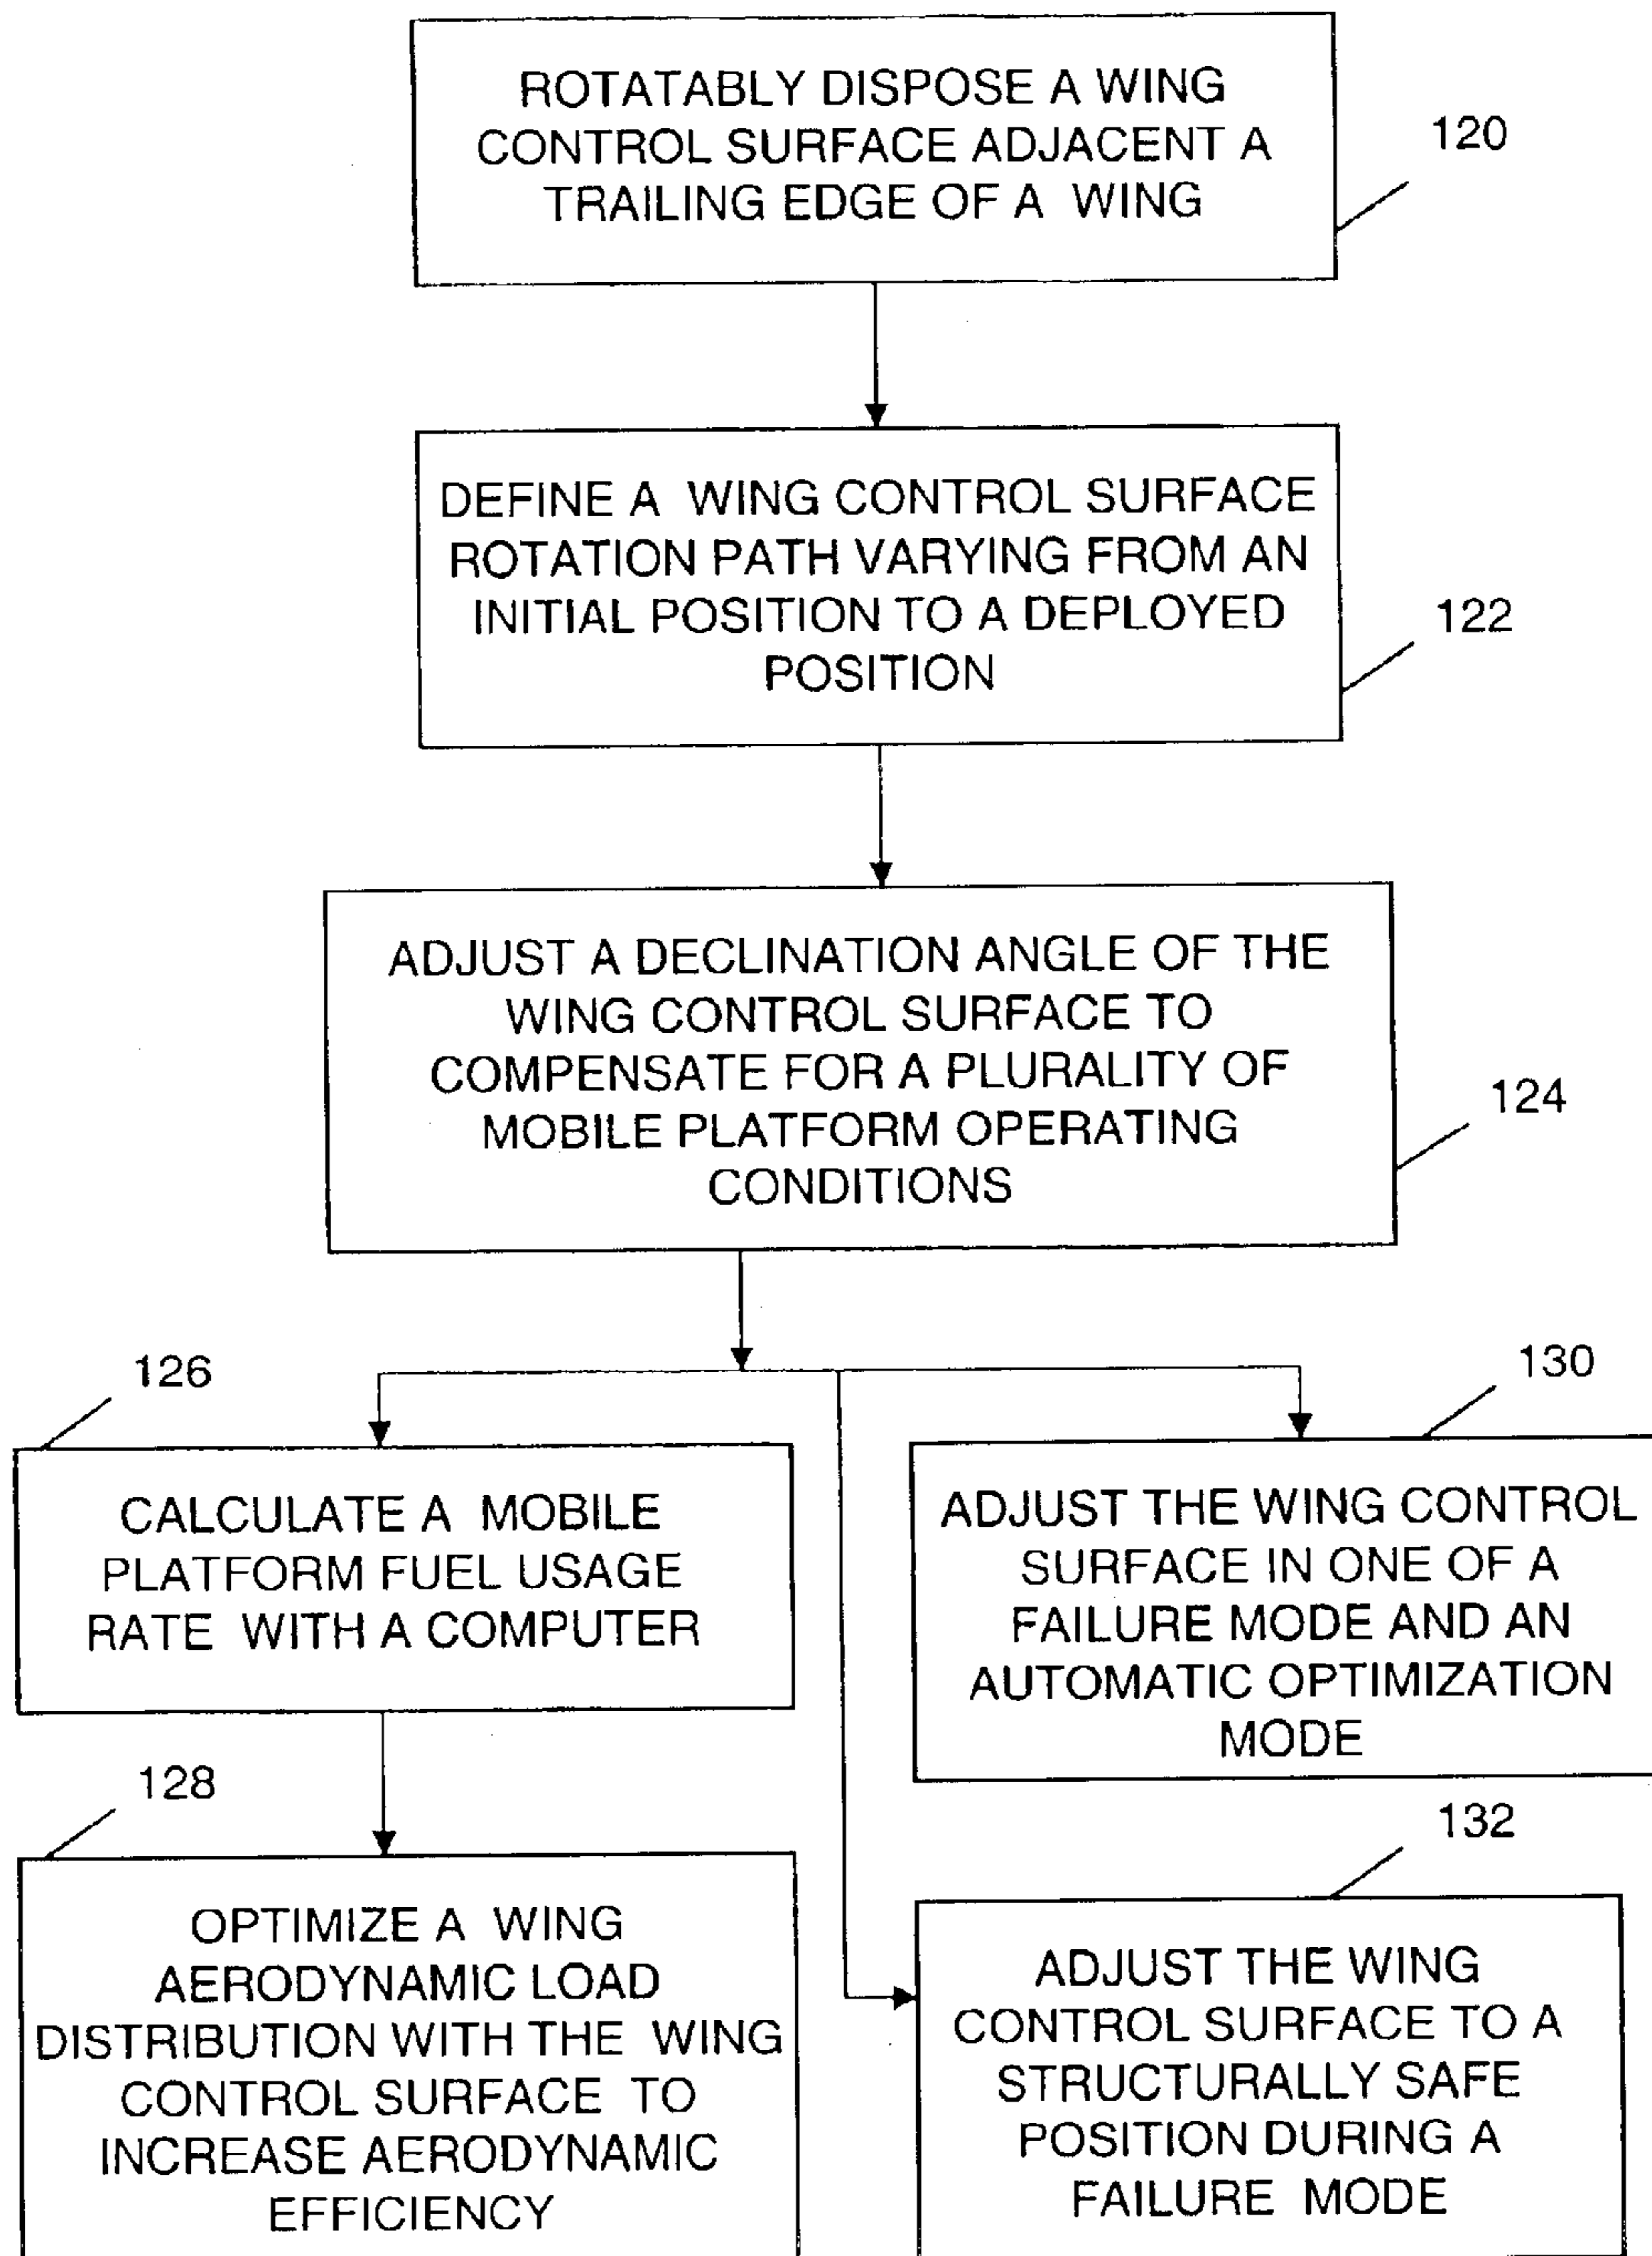 ROTATABLY DISPOSE A WING
CONTROL SURFACE ADJACENT A
TRAILING EDGE OF A WING
120
DEFINE A WING CONTROL SURFACE
ROTATION PATH VARYING FROM AN
INITIAL POSITION TO A DEPLOYED
POSITION
122
ADJUST A DECLINATION ANGLE OF THE
WING CONTROL SURFACE TO
COMPENSATE FOR A PLURALITY OF
MOBILE PLATFORM OPERATING
CONDITIONS
124
126
CALCULATE A MOBILE
PLATFORM FUEL USAGE
RATE WITH A COMPUTER
130
ADJUST THE WING CONTROL
SURFACE IN ONE OF A
FAILURE MODE AND AN
AUTOMATIC OPTIMIZATION
MODE
128
OPTIMIZE A WING
AERODYNAMIC LOAD
DISTRIBUTION WITH THE WING
CONTROL SURFACE TO
INCREASE AERODYNAMIC
EFFICIENCY
132
ADJUST THE WING
CONTROL SURFACE TO A
STRUCTURALLY SAFE
POSITION DURING A
FAILURE MODE